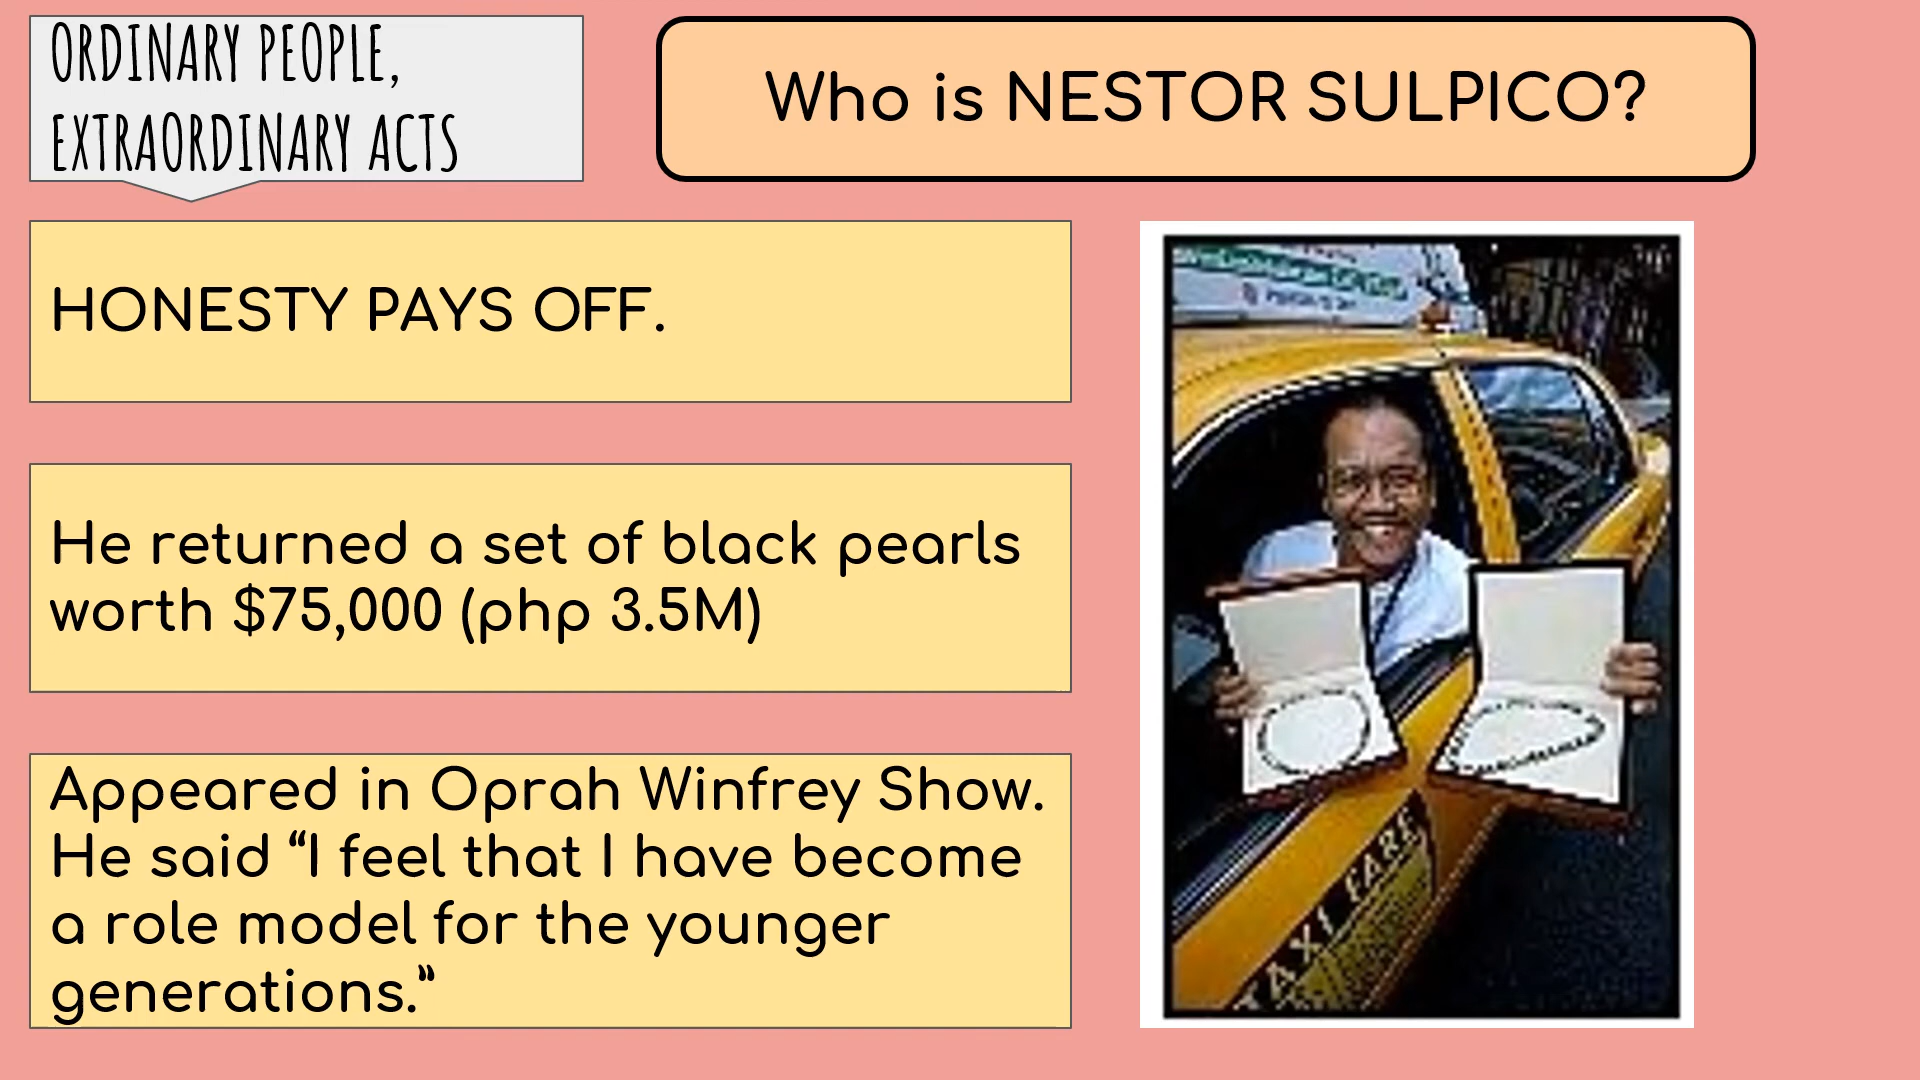 ORDINARY PEOPLE,
EXTRAORDINARY ACTS
Who is NESTOR SULPICO?
HONESTY PAYS OFF.
He returned a set of black pearls
worth $75,000 (php 3.5M)
Appeared in Oprah Winfrey Show.
He said “I feel that I have become
a role model for the younger
generations.”
TAXI FARE